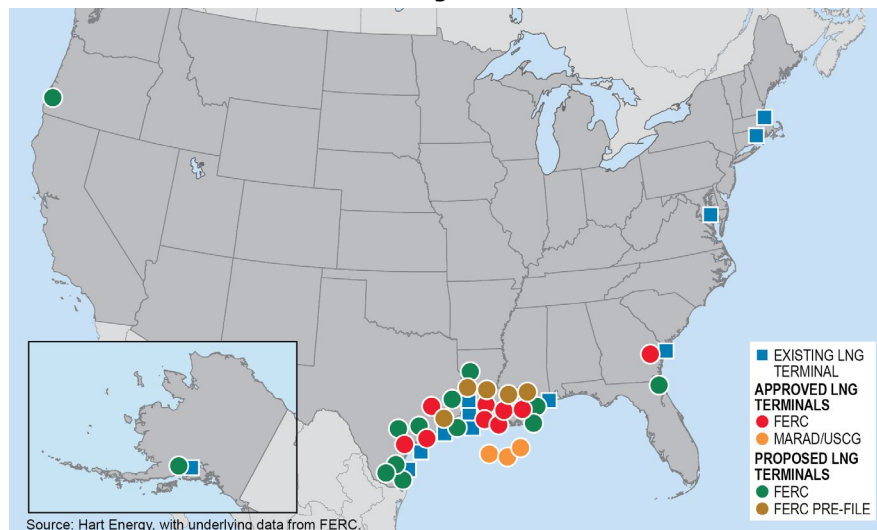 EXISTING LNG
TERMINAL
APPROVED LNG
TERMINALS
FERC
MARAD/USCG
PROPOSED LNG
TERMINALS
FERC
FERC PRE-FILE
Source: Hart Energy, with underlying data from FERC.